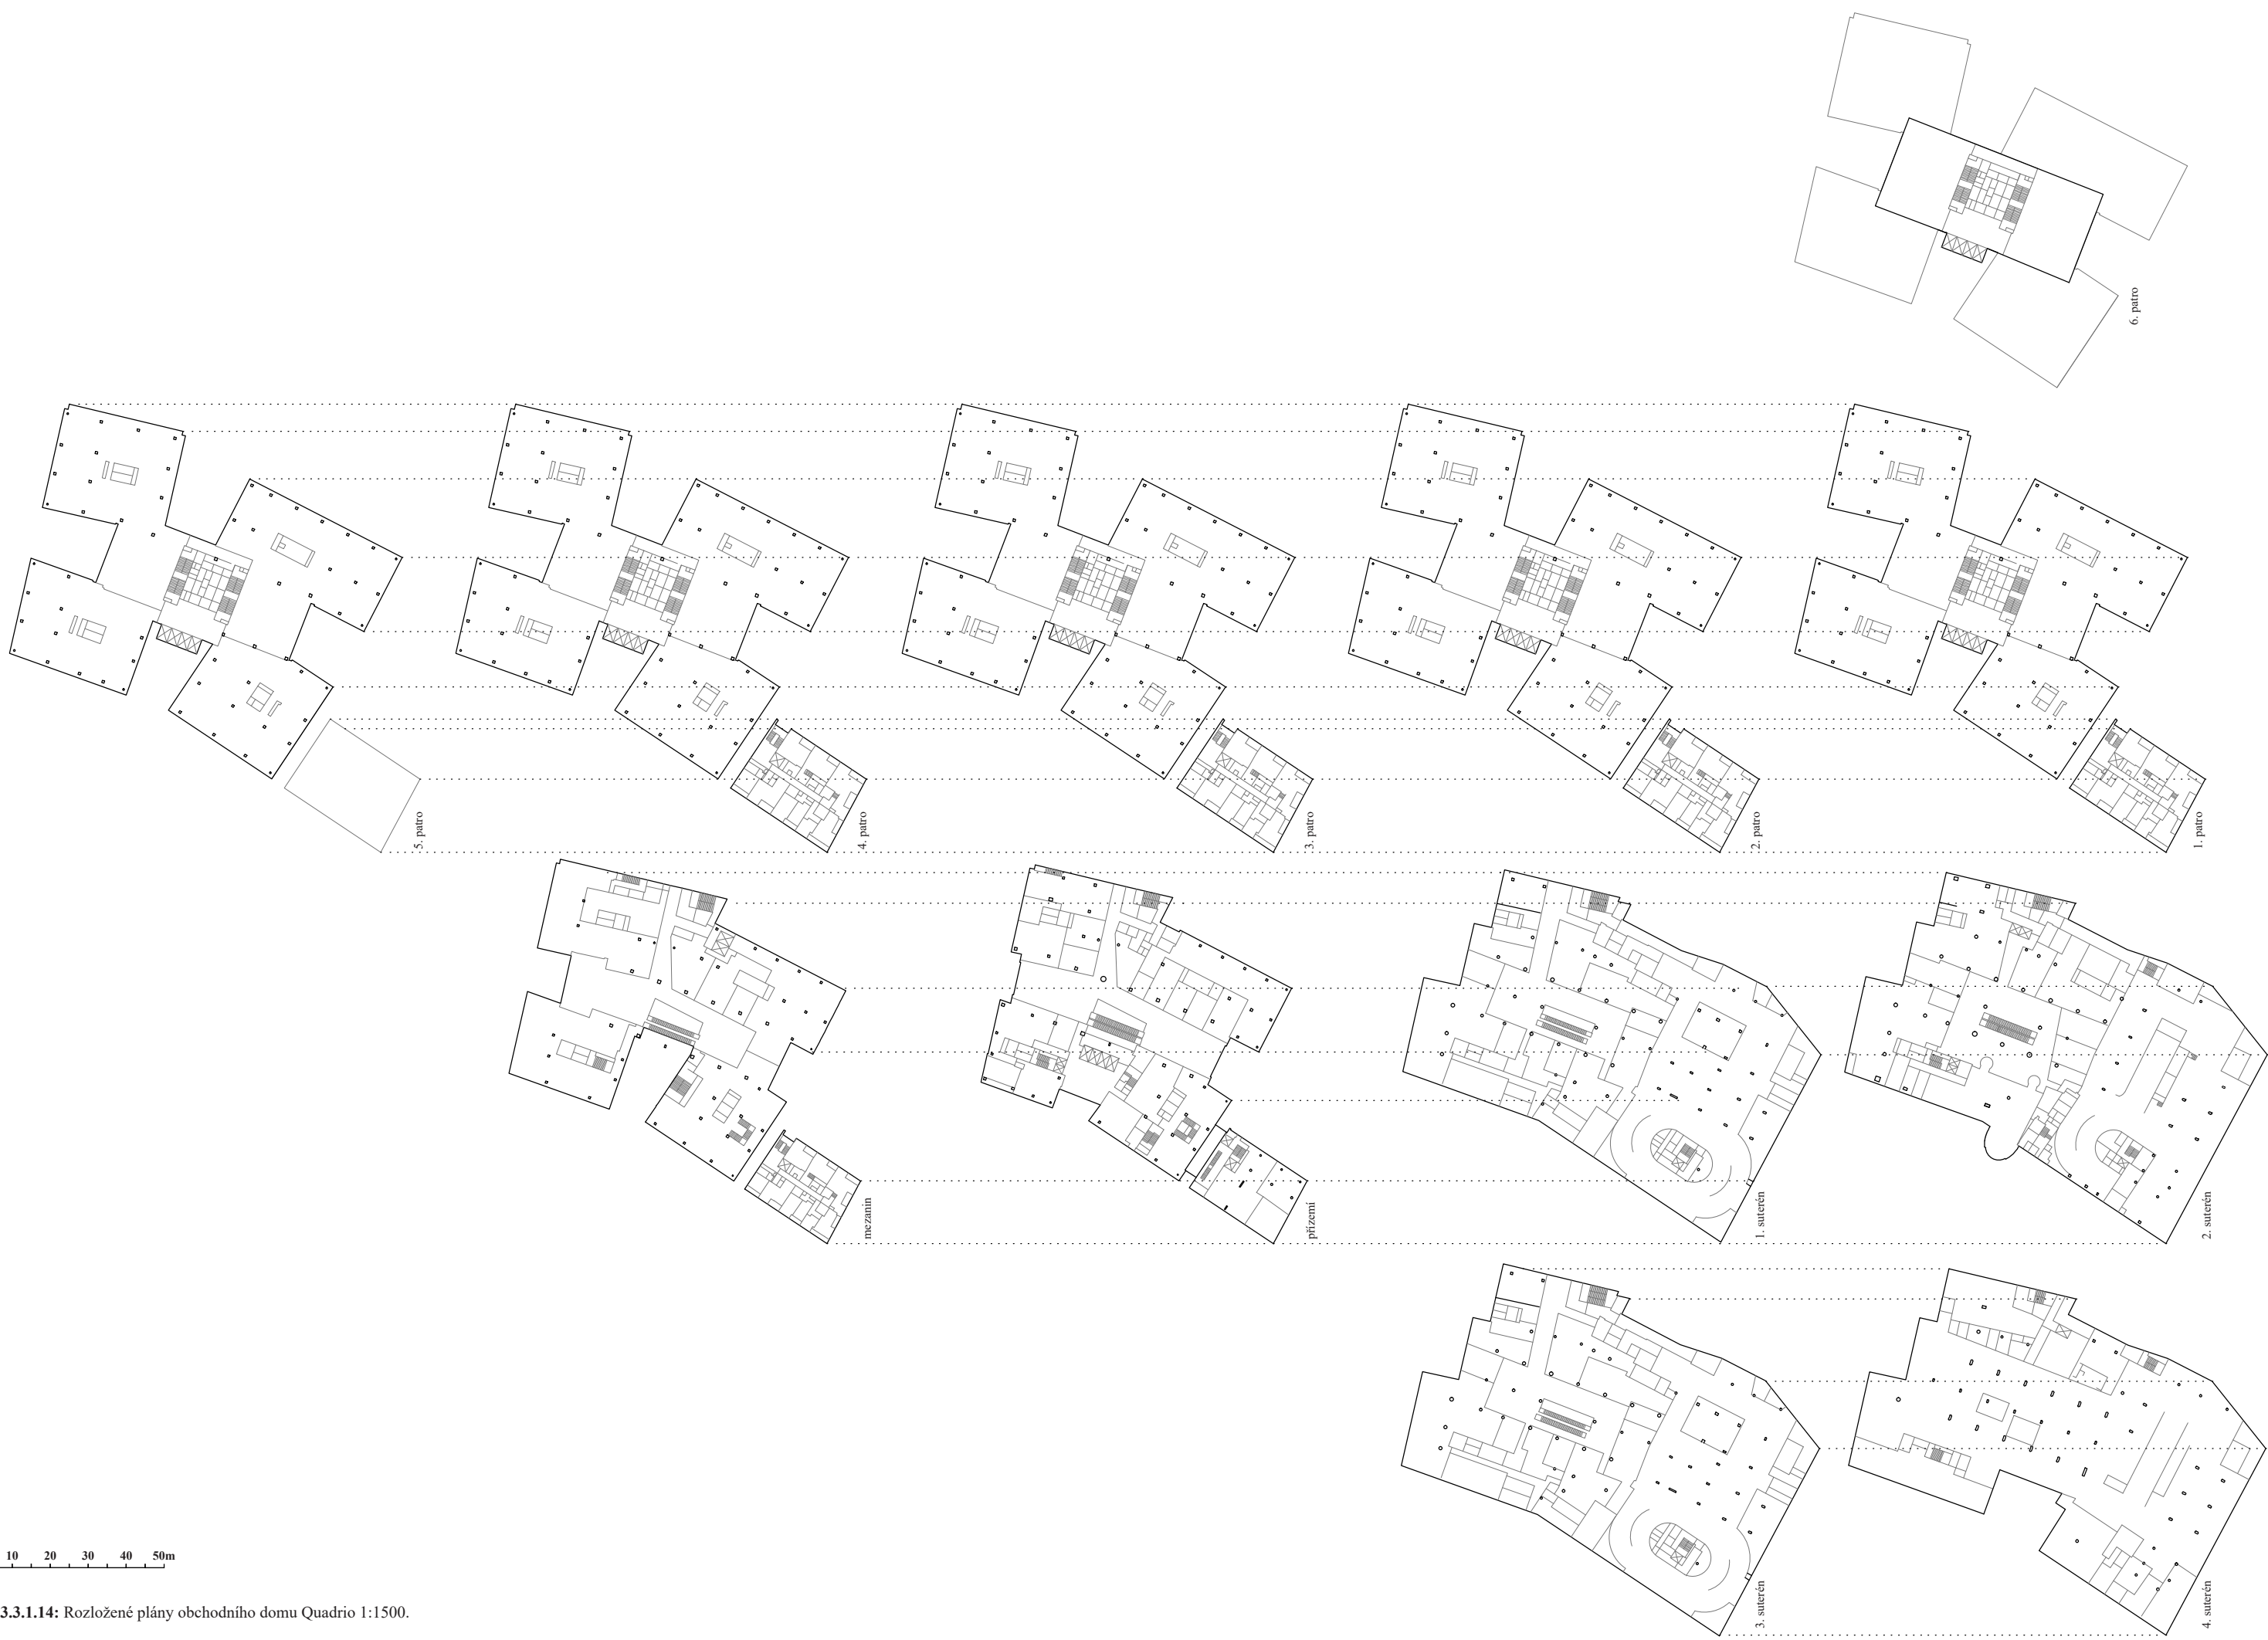 6. patro
5. patro
4. patro
3. patro
2. patro
1. patro
mezanin
přízemí
1. suterén
2. suterén
3. suterén
4. suterén
10 20 30 40 50m
3.3.1.14: Rozložené plány obchodního domu Quadrio 1:1500.